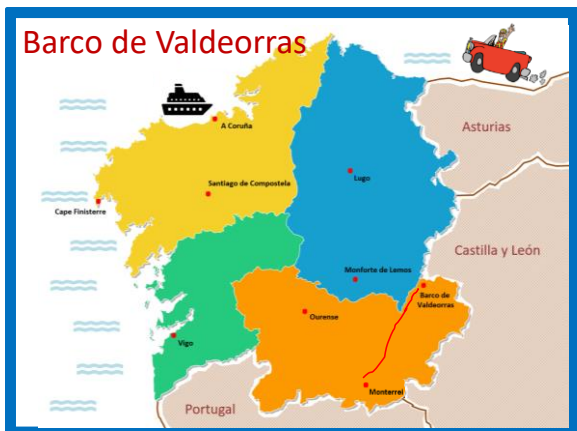 Barco de Valdeorras
A Coruña
Asturias
Lugo
Santiago de Compostela
Cape Finisterre
Castilla y León
Monforte de Lemos
Barco de
Valdeorras
Ourense
Vigo
Monterrei
Portugal